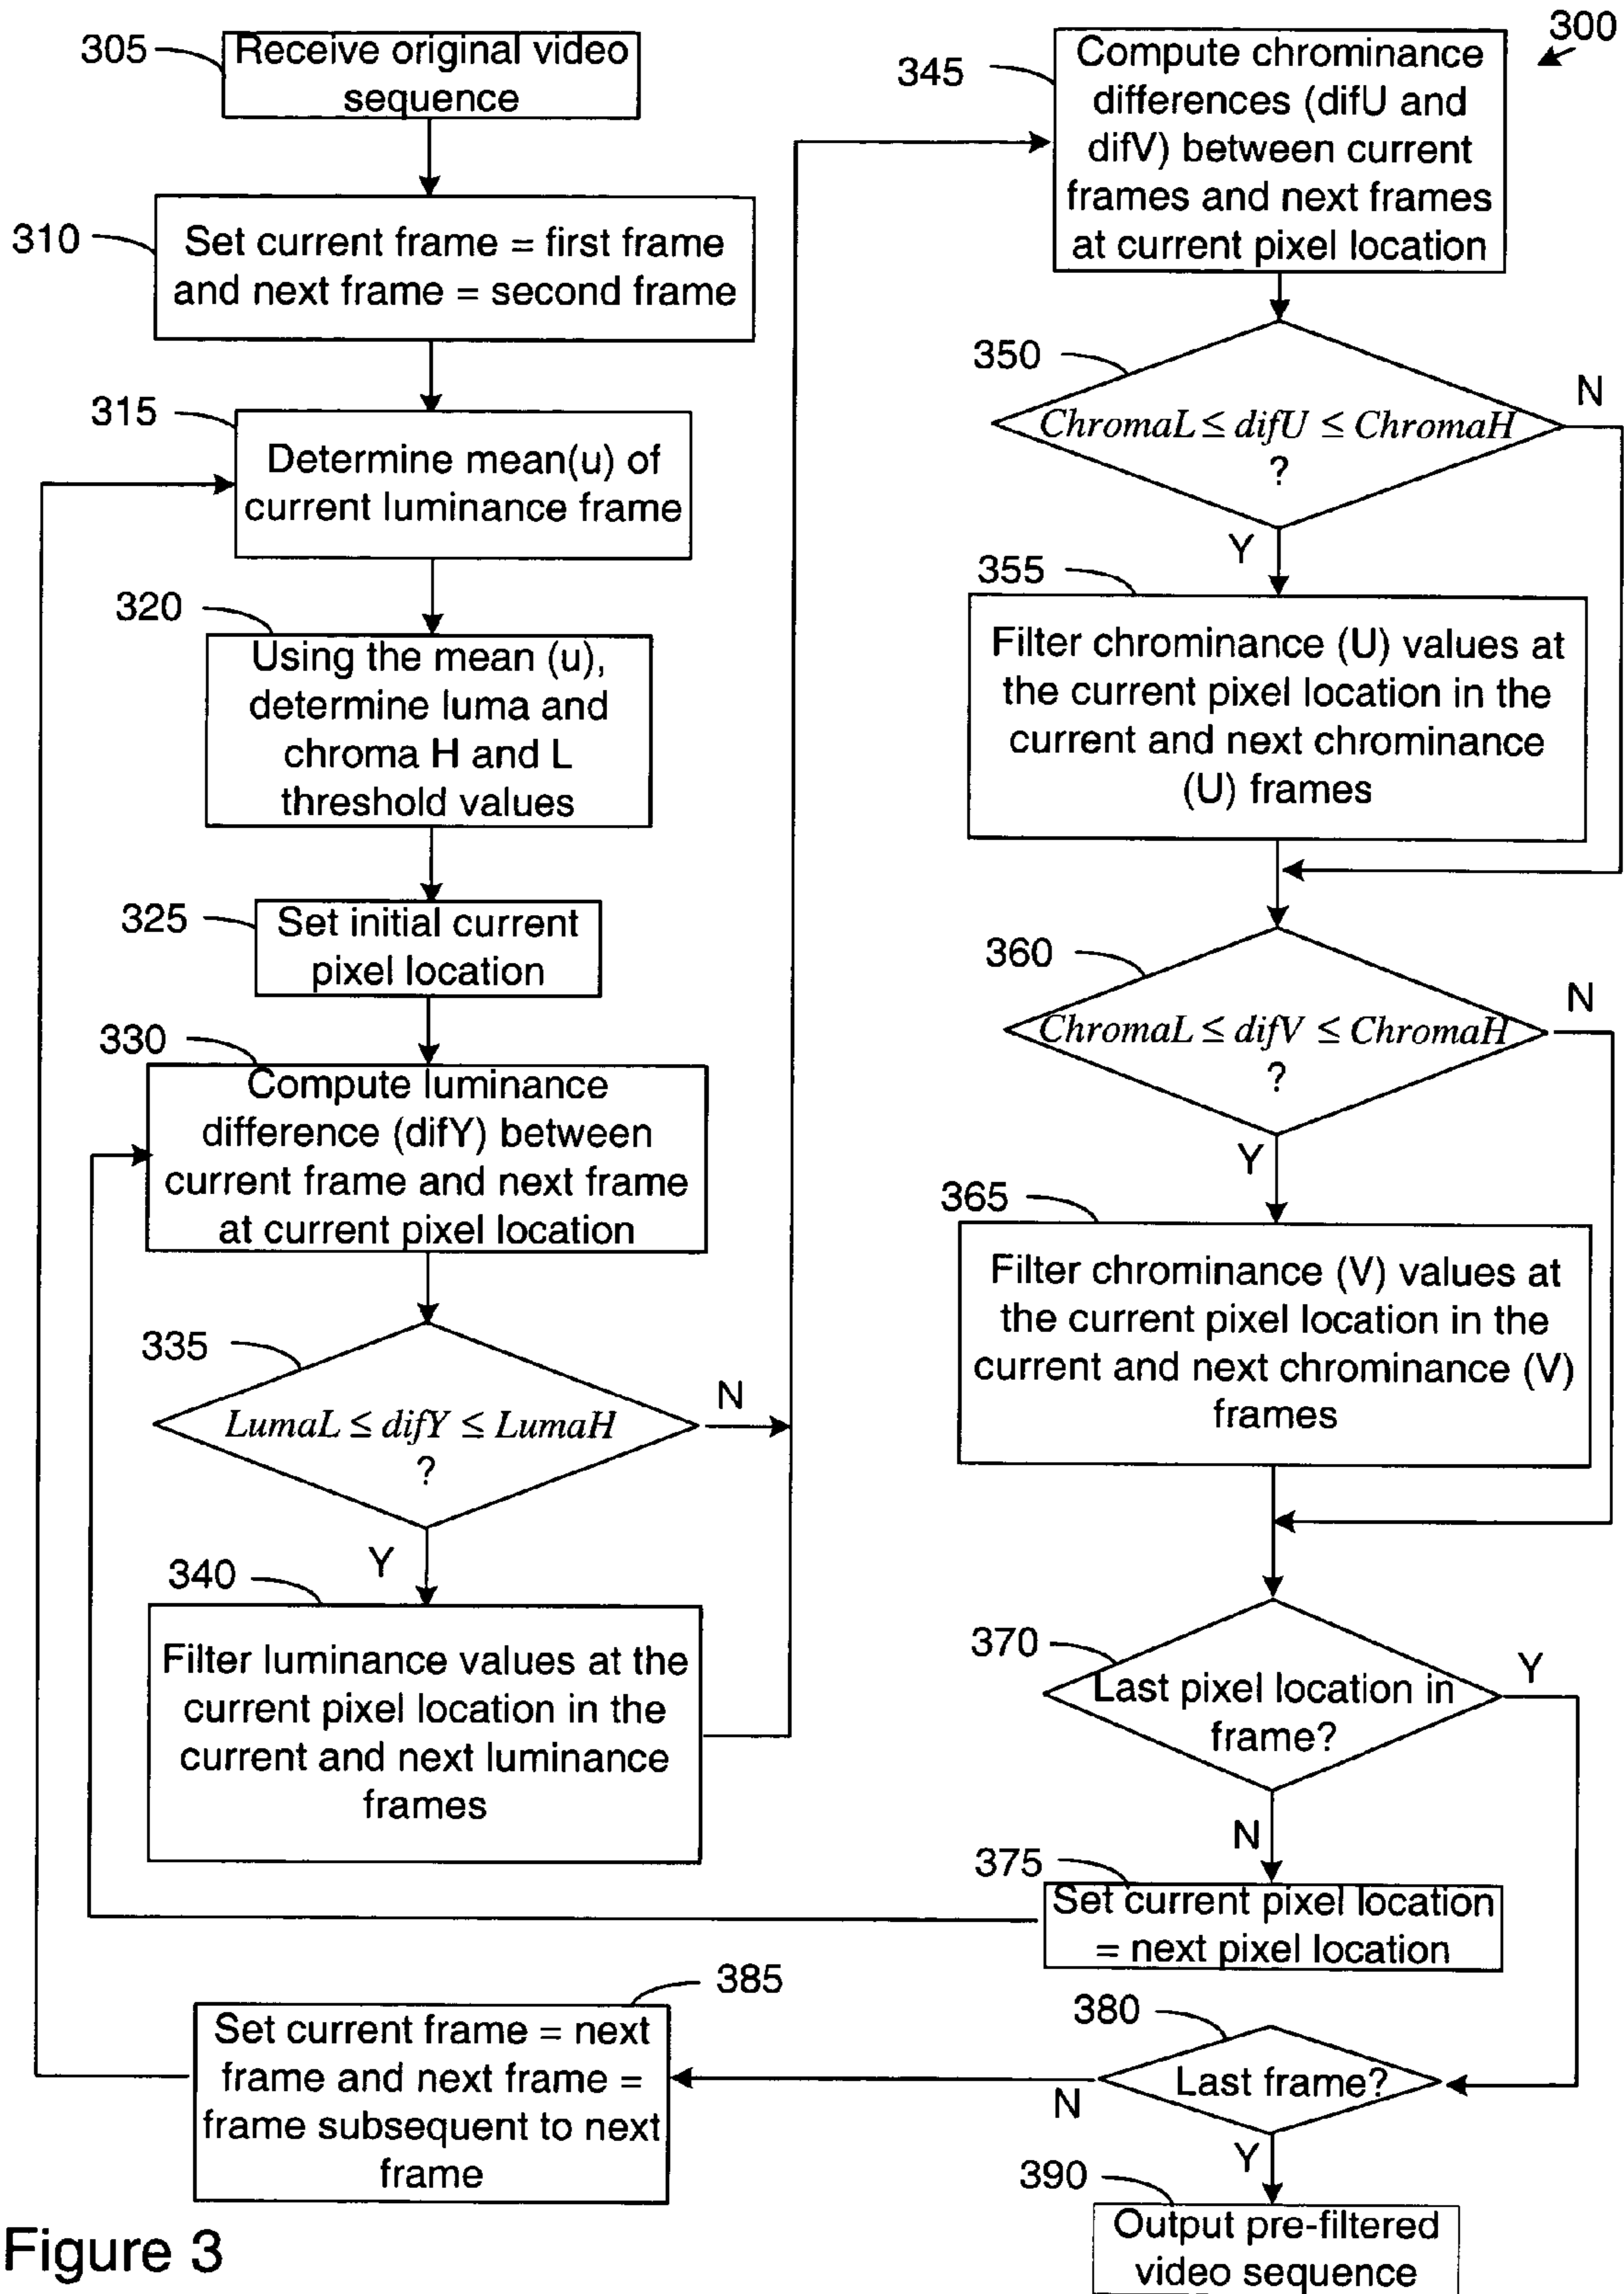 300
305
Receive original video
sequence
310
Set current frame = first frame
and next frame = second frame
315
Determine mean(u) of
current luminance frame
320
Using the mean (u),
determine luma and
chroma H and L
threshold values
325
Set initial current
pixel location
330
Compute luminance
difference (difY) between
current frame and next frame
at current pixel location
335
LumaL ≤ difY ≤ LumaH
?
N
Y
340
Filter luminance values at the
current pixel location in the
current and next luminance
frames
345
Compute chrominance
differences (difU and
difV) between current
frames and next frames
at current pixel location
350
ChromaL ≤ difU ≤ ChromaH
?
N
Y
355
Filter chrominance (U) values at
the current pixel location in the
current and next chrominance
(U) frames
360
ChromaL ≤ difV ≤ ChromaH
?
N
Y
365
Filter chrominance (V) values at
the current pixel location in the
current and next chrominance (V)
frames
370
Last pixel location in
frame?
Y
N
375
Set current pixel location
= next pixel location
380
Last frame?
N
Y
385
Set current frame = next
frame and next frame =
frame subsequent to next
frame
390
Output pre-filtered
video sequence
Figure 3